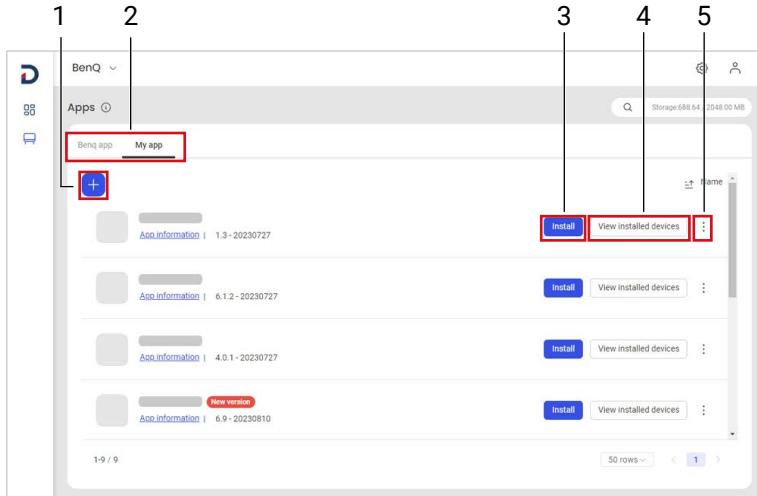 1 2 3 4 5
BenQ
Apps
Storage:688.64 / 2048.00 MB
Benq app My app
+
Name
Install View installed devices
App information | 1.3 - 20230727
Install View installed devices
App information | 6.1.2 - 20230727
Install View installed devices
App information | 4.0.1 - 20230727
New version
Install View installed devices
App information | 6.9 - 20230810
1-9 / 9 50 rows < 1 >